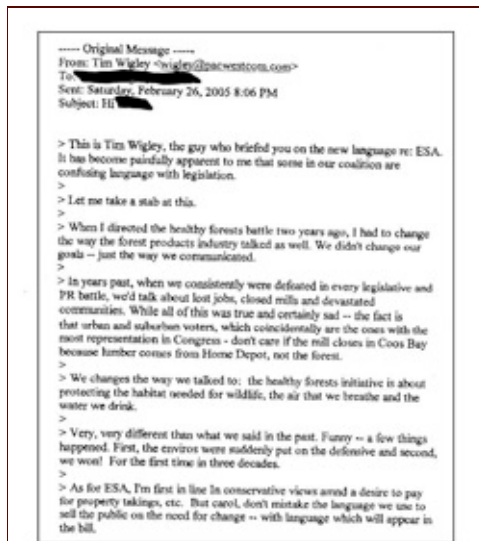 ----- Original Message -----
From: Tim Wigley <wigley@pacwestcom.com>
To:
Sent: Saturday, February 26, 2005 8:06 PM
Subject: Hi
> This is Tim Wigley, the guy who briefed you on the new language re: ESA.
It has become painfully apparent to me that some in our coalition are
confusing language with legislation.
>
> Let me take a stab at this.
>
> When I directed the healthy forests battle two years ago, I had to change
the way the forest products industry talked as well. We didn't change our
goals -- just the way we communicated.
>
> In years past, when we consistently were defeated in every legislative and
PR battle, we'd talk about lost jobs, closed mills and devastated
communities. While all of this was true and certainly sad -- the fact is
that urban and suburban voters, which coincidentally are the ones with the
most representation in Congress - don't care if the mill closes in Coos Bay
because lumber comes from Home Depot, not the forest.
>
> We changes the way we talked to: the healthy forests initiative is about
protecting the habitat needed for wildlife, the air that we breathe and the
water we drink.
>
> Very, very different than what we said in the past. Funny -- a few things
happened. First, the enviros were suddenly put on the defensive and second,
we won! For the first time in three decades.
>
> As for ESA, I'm first in line In conservative views amnd a desire to pay
for property takings, etc. But carol, don't mistake the language we use to
sell the public on the need for change -- with language which will appear in
the bill.